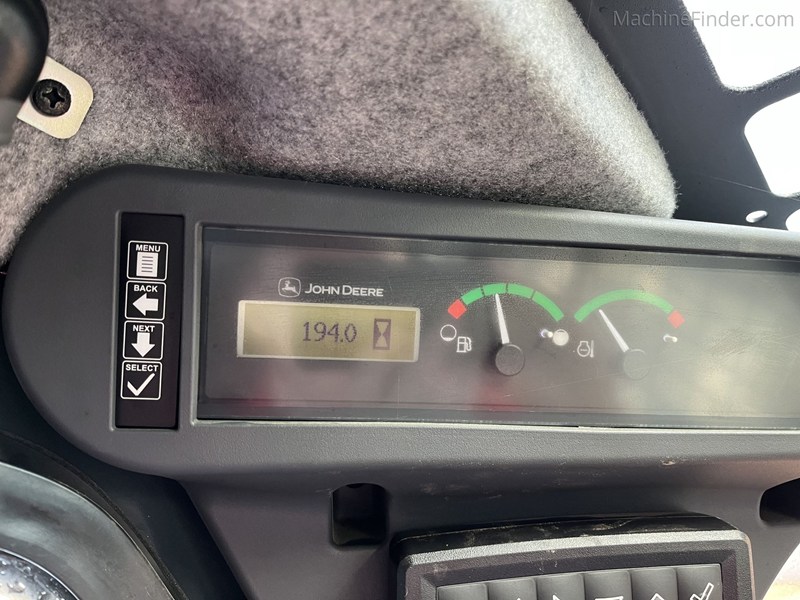 MachineFinder.com
MENU
BACK
NEXT
SELECT
JOHN DEERE
194.0